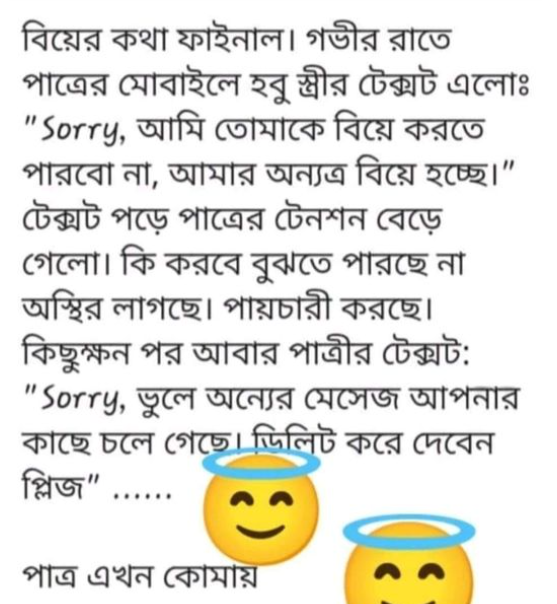 বিয়ের কথা ফাইনাল। গভীর রাতে
পাত্রের মোবাইলে হবু স্ত্রীর টেক্সট এলোঃ
"Sorry, আমি তোমাকে বিয়ে করতে
পারবো না, আমার অন্যত্র বিয়ে হচ্ছে।"
টেক্সট পড়ে পাত্রের টেনশন বেড়ে
গেলো। কি করবে বুঝতে পারছে না
অস্থির লাগছে। পায়চারী করছে।
কিছুক্ষন পর আবার পাত্রীর টেক্সট:
"Sorry, ভুলে অন্যের মেসেজ আপনার
কাছে চলে গেছে। ডিলিট করে দেবেন
প্লিজ" ......
পাত্র এখন কোমায়